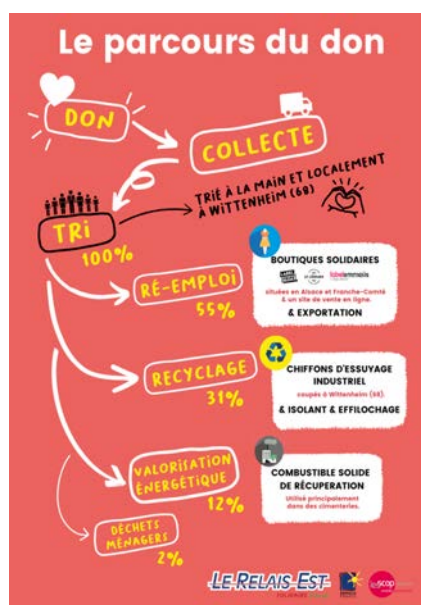 Le parcours du don
DON
COLLECTE
TRIÉ À LA MAIN ET LOCALEMENT
À WITTENHEIM (68)
TRI
100%
RÉ-EMPLOI
55%
BOUTIQUES SOLIDAIRES
labelemmaüs
situées en Alsace et Franche-Comté
& un site de vente en ligne.
& EXPORTATION
RECYCLAGE
31%
CHIFFONS D'ESSUYAGE
INDUSTRIEL
coupés à Wittenheim (68).
& ISOLANT & EFFILOCHAGE
VALORISATION
ÉNERGÉTIQUE
12%
COMBUSTIBLE SOLIDE
DE RÉCUPERATION
Utilisé principalement
dans des cimenteries.
DÉCHETS
MÉNAGERS
2%
LE RELAIS EST
les scop